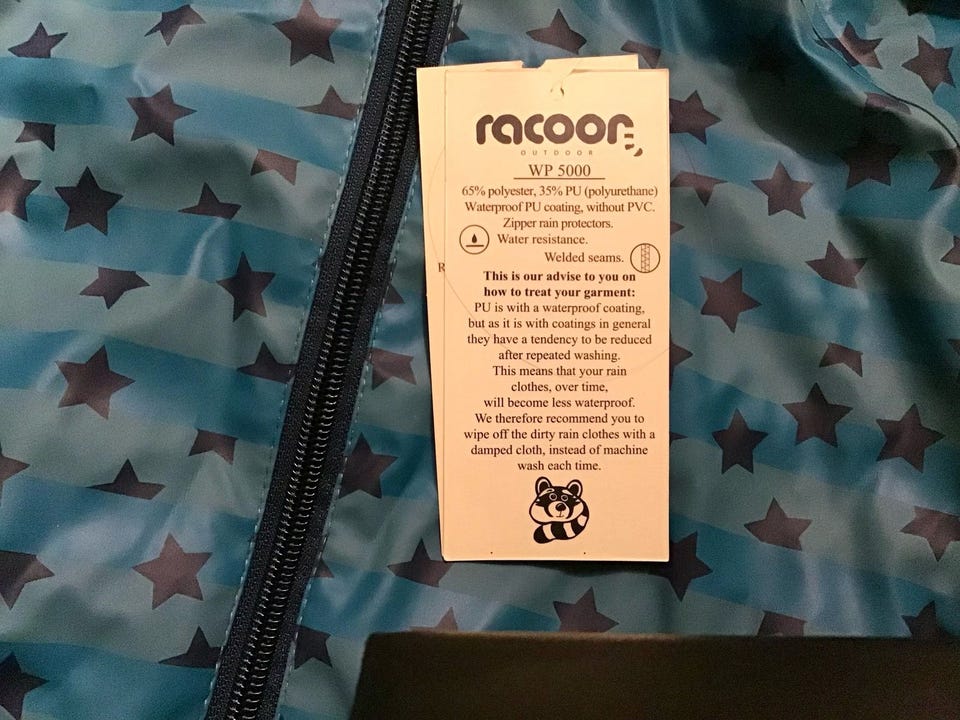 racoon
OUTDOOR
WP 5000
65% polyester, 35% PU (polyurethane)
Waterproof PU coating, without PVC.
Zipper rain protectors.
Water resistance.
Welded seams.
R
This is our advise to you on
how to treat your garment:
PU is with a waterproof coating,
but as it is with coatings in general
they have a tendency to be reduced
after repeated washing.
This means that your rain
clothes, over time,
will become less waterproof.
We therefore recommend you to
wipe off the dirty rain clothes with a
damped cloth, instead of machine
wash each time.